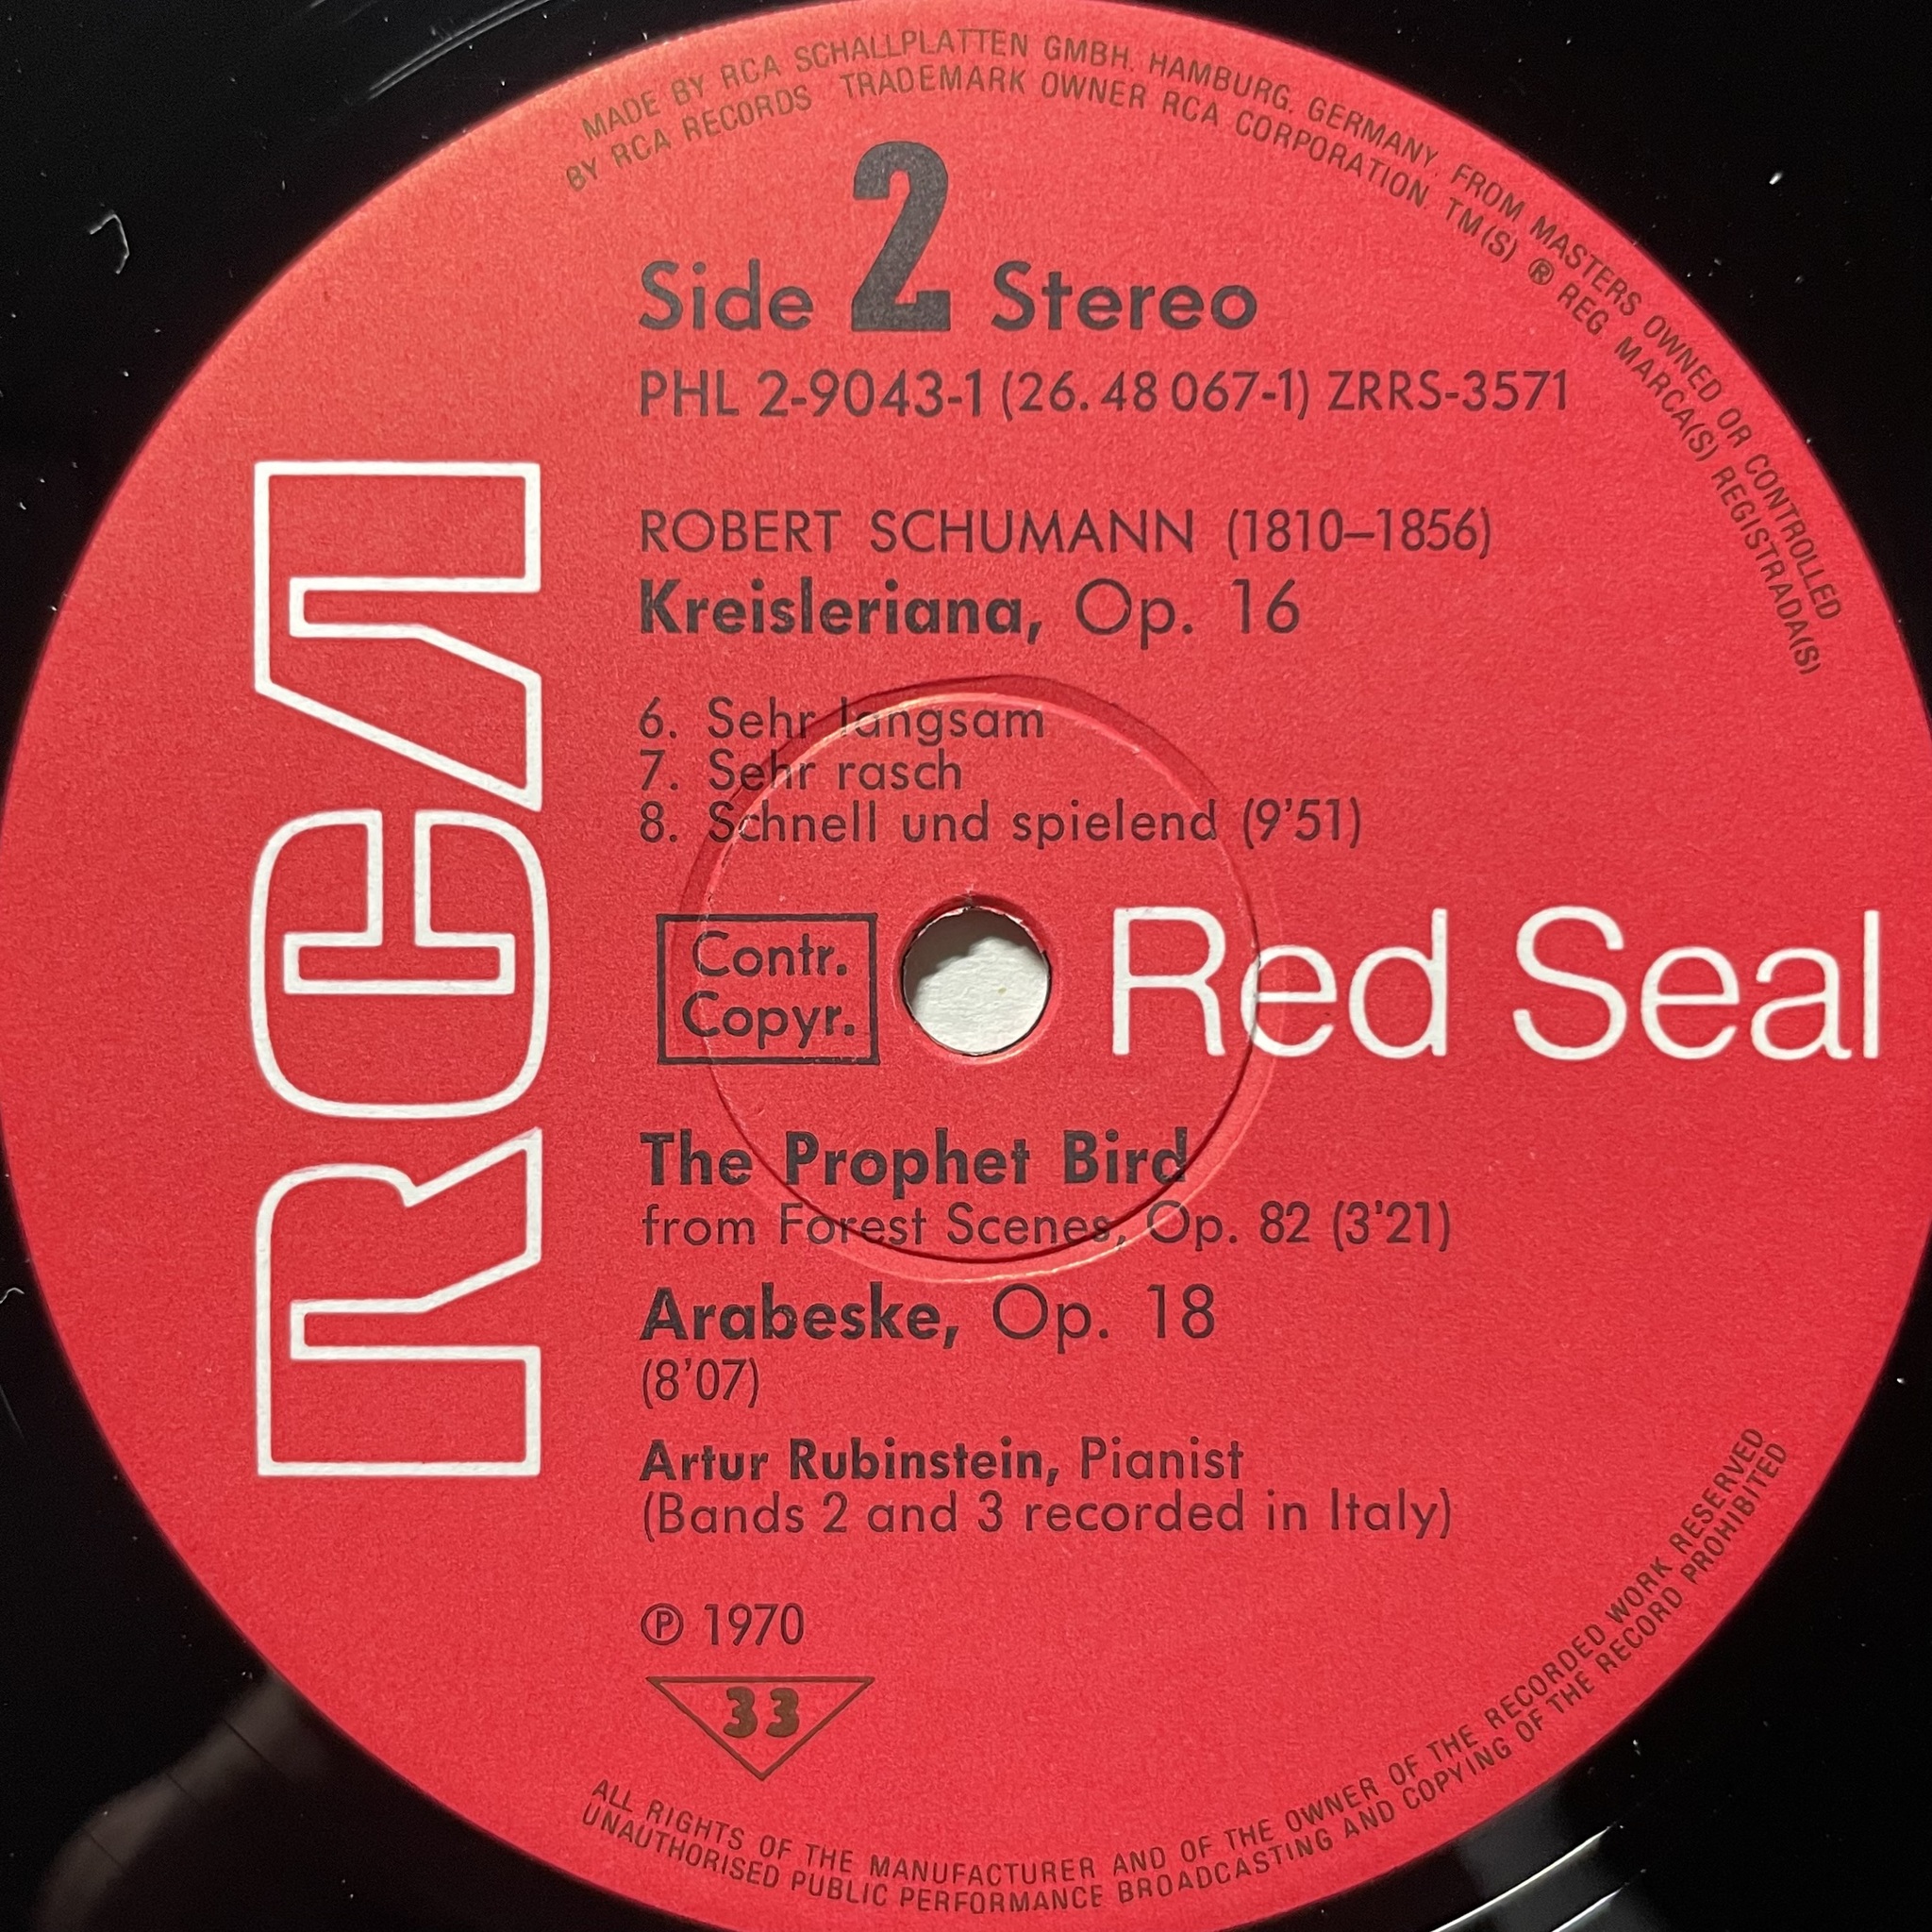 MADE BY RCA SCHALLPLATTEN GMBH. HAMBURG. GERMANY. FROM MASTERS OWNED OR CONTROLLED
BY RCA RECORDS TRADEMARK OWNER RCA CORPORATION. TM(S) ® REG. MARCA(S) REGISTRADA(S)
Side 2 Stereo
PHL 2-9043-1 (26.48 067-1) ZRRS-3571
ROBERT SCHUMANN (1810–1856)
Kreisleriana, Op. 16
6. Sehr langsam
7. Sehr rasch
8. Schnell und spielend (9'51)
RCA
Contr.
Copyr.
Red Seal
The Prophet Bird
from Forest Scenes, Op. 82 (3'21)
Arabeske, Op. 18
(8'07)
Artur Rubinstein, Pianist
(Bands 2 and 3 recorded in Italy)
℗ 1970
33
ALL RIGHTS OF THE MANUFACTURER AND OF THE OWNER OF THE RECORDED WORK RESERVED
UNAUTHORISED PUBLIC PERFORMANCE BROADCASTING AND COPYING OF THE RECORD PROHIBITED